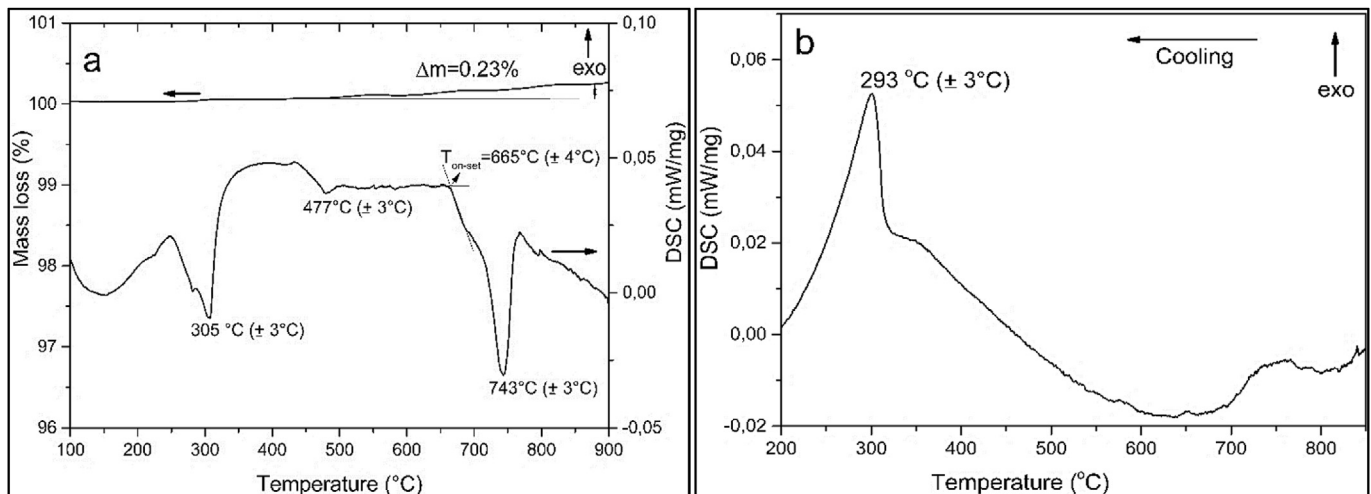 a
exo
Δm=0.23%
Ton-set=665°C (± 4°C)
477°C (± 3°C)
305 °C (± 3°C)
743°C (± 3°C)
101
100
99
98
97
96
Mass loss (%)
0,10
0,05
0,00
-0,05
DSC (mW/mg)
100 200 300 400 500 600 700 800 900
Temperature (°C)
b
Cooling
exo
293 °C (± 3°C)
0,06
0,04
0,02
0,00
-0,02
DSC (mW/mg)
200 300 400 500 600 700 800
Temperature (°C)